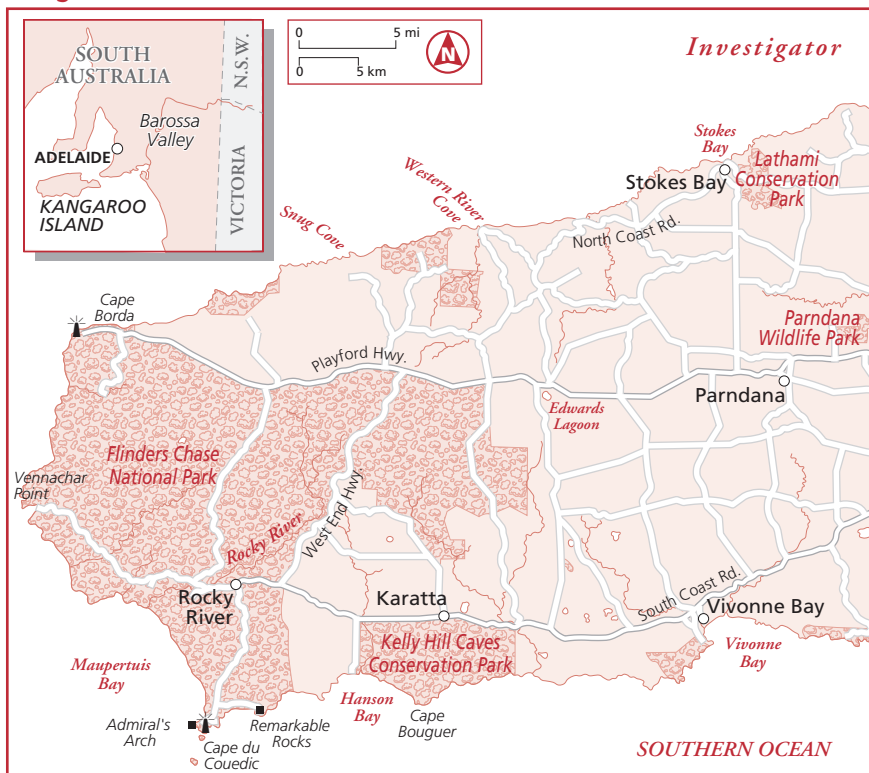 SOUTH
AUSTRALIA
N.S.W.
Barossa
Valley
ADELAIDE
KANGAROO
ISLAND
VICTORIA
0 5 mi
0 5 km
N
Investigator
Stokes
Bay
Stokes Bay
Lathami
Conservation
Park
Western River
Cove
Snug Cove
North Coast Rd.
Cape
Borda
Parndana
Wildlife Park
Playford Hwy.
Parndana
Edwards
Lagoon
Flinders Chase
National Park
Vennachar
Point
West End Hwy.
Rocky River
Rocky
River
Karatta
South Coast Rd.
Vivonne Bay
Kelly Hill Caves
Conservation Park
Vivonne
Bay
Maupertuis
Bay
Hanson
Bay
Cape
Bouguer
Admiral's
Arch
Remarkable
Rocks
Cape du
Couedic
SOUTHERN OCEAN